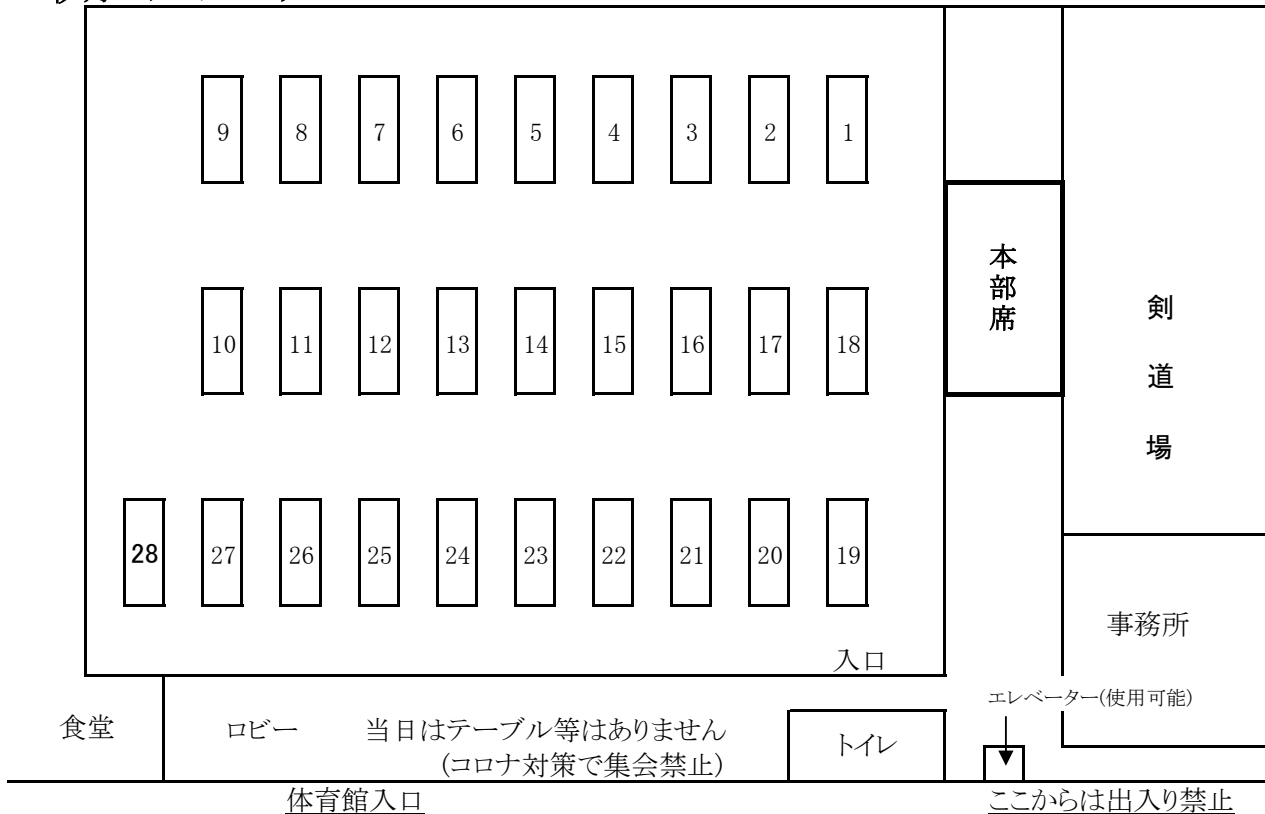 9 8 7 6 5 4 3 2 1
本部席
剣道場
10 11 12 13 14 15 16 17 18
28 27 26 25 24 23 22 21 20 19
事務所
入口
エレベーター(使用可能)
食堂
ロビー
当日はテーブル等はありません
(コロナ対策で集会禁止)
トイレ
体育館入口
ここからは出入り禁止